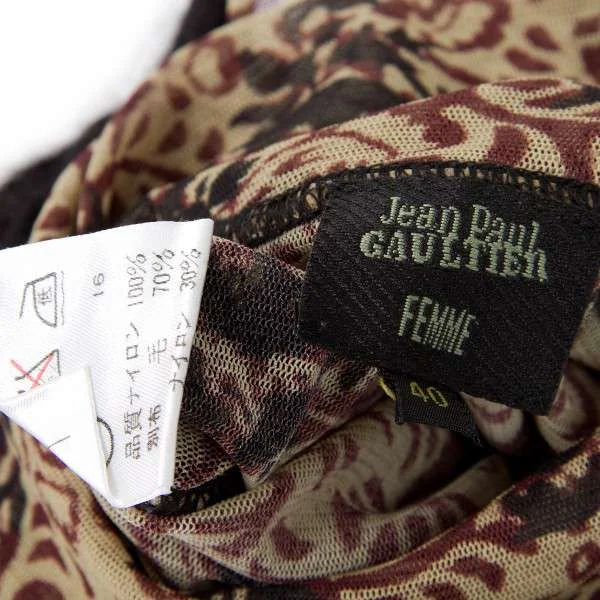 Jean Paul
GAULTIER
FEMME
40
16
低
品質 ナイロン 100%
別布 毛 70%
ナイロン 30%